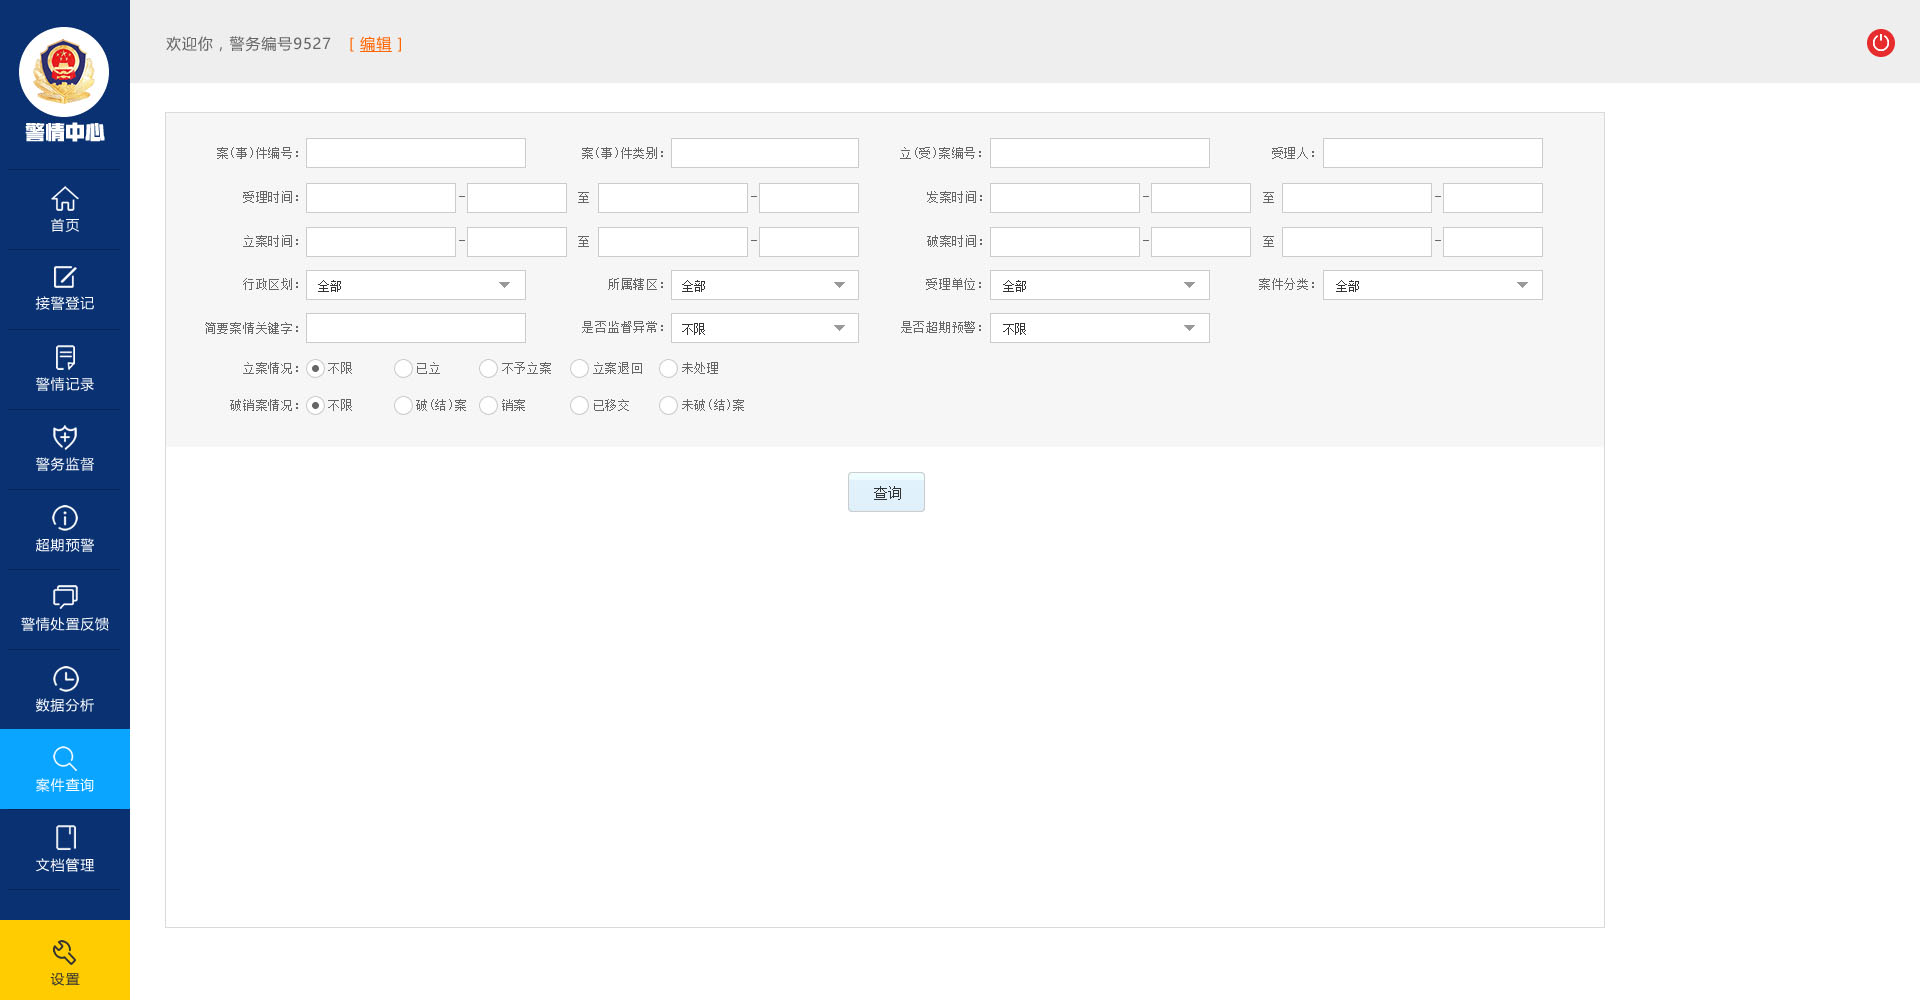 欢迎你，警务编号9527 [ 编辑 ]
警情中心
首页
接警登记
警情记录
警务监督
超期预警
警情处置反馈
数据分析
案件查询
文档管理
设置
案(事)件编号： 案(事)件类别： 立(受)案编号： 受理人：
受理时间： - 至 - 发案时间： - 至 -
立案时间： - 至 - 破案时间： - 至 -
行政区划： 全部 所属辖区： 全部 受理单位： 全部 案件分类： 全部
简要案情关键字： 是否监督异常： 不限 是否超期预警： 不限
立案情况： 不限 已立 不予立案 立案退回 未处理
破销案情况： 不限 破(结)案 销案 已移交 未破(结)案
查询